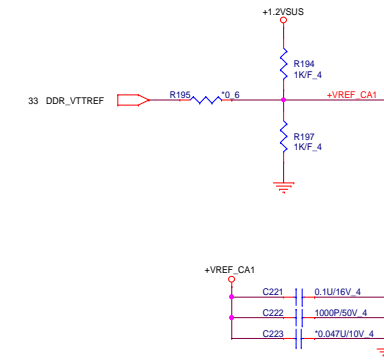 +1.2VSUS
R194
1K/F_4
33 DDR_VTTREF
R195
*0_6
+VREF_CA1
R197
1K/F_4
+VREF_CA1
C221 0.1U/16V_4
C222 1000P/50V_4
C223 *0.047U/10V_4